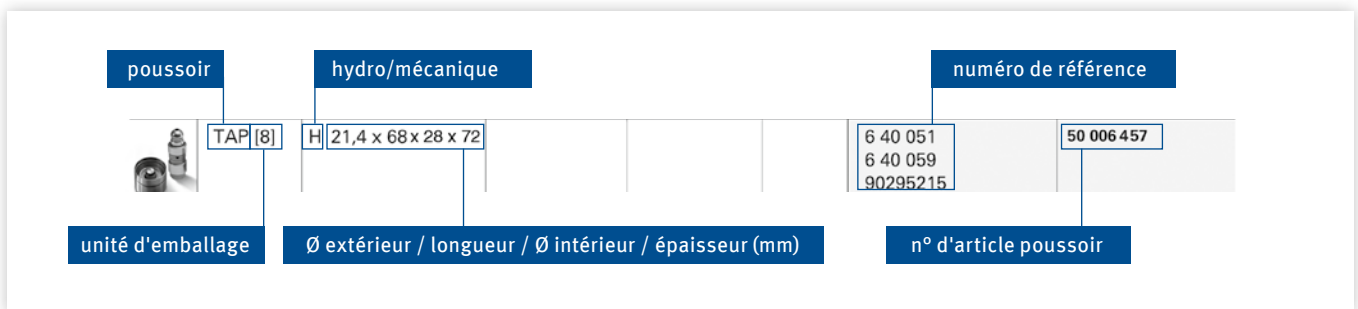 poussoir
hydro/mécanique
numéro de référence
TAP [8] H 21,4 x 68 x 28 x 72 6 40 051 50 006 457
6 40 059
90295215
unité d'emballage
Ø extérieur / longueur / Ø intérieur / épaisseur (mm)
n° d'article poussoir